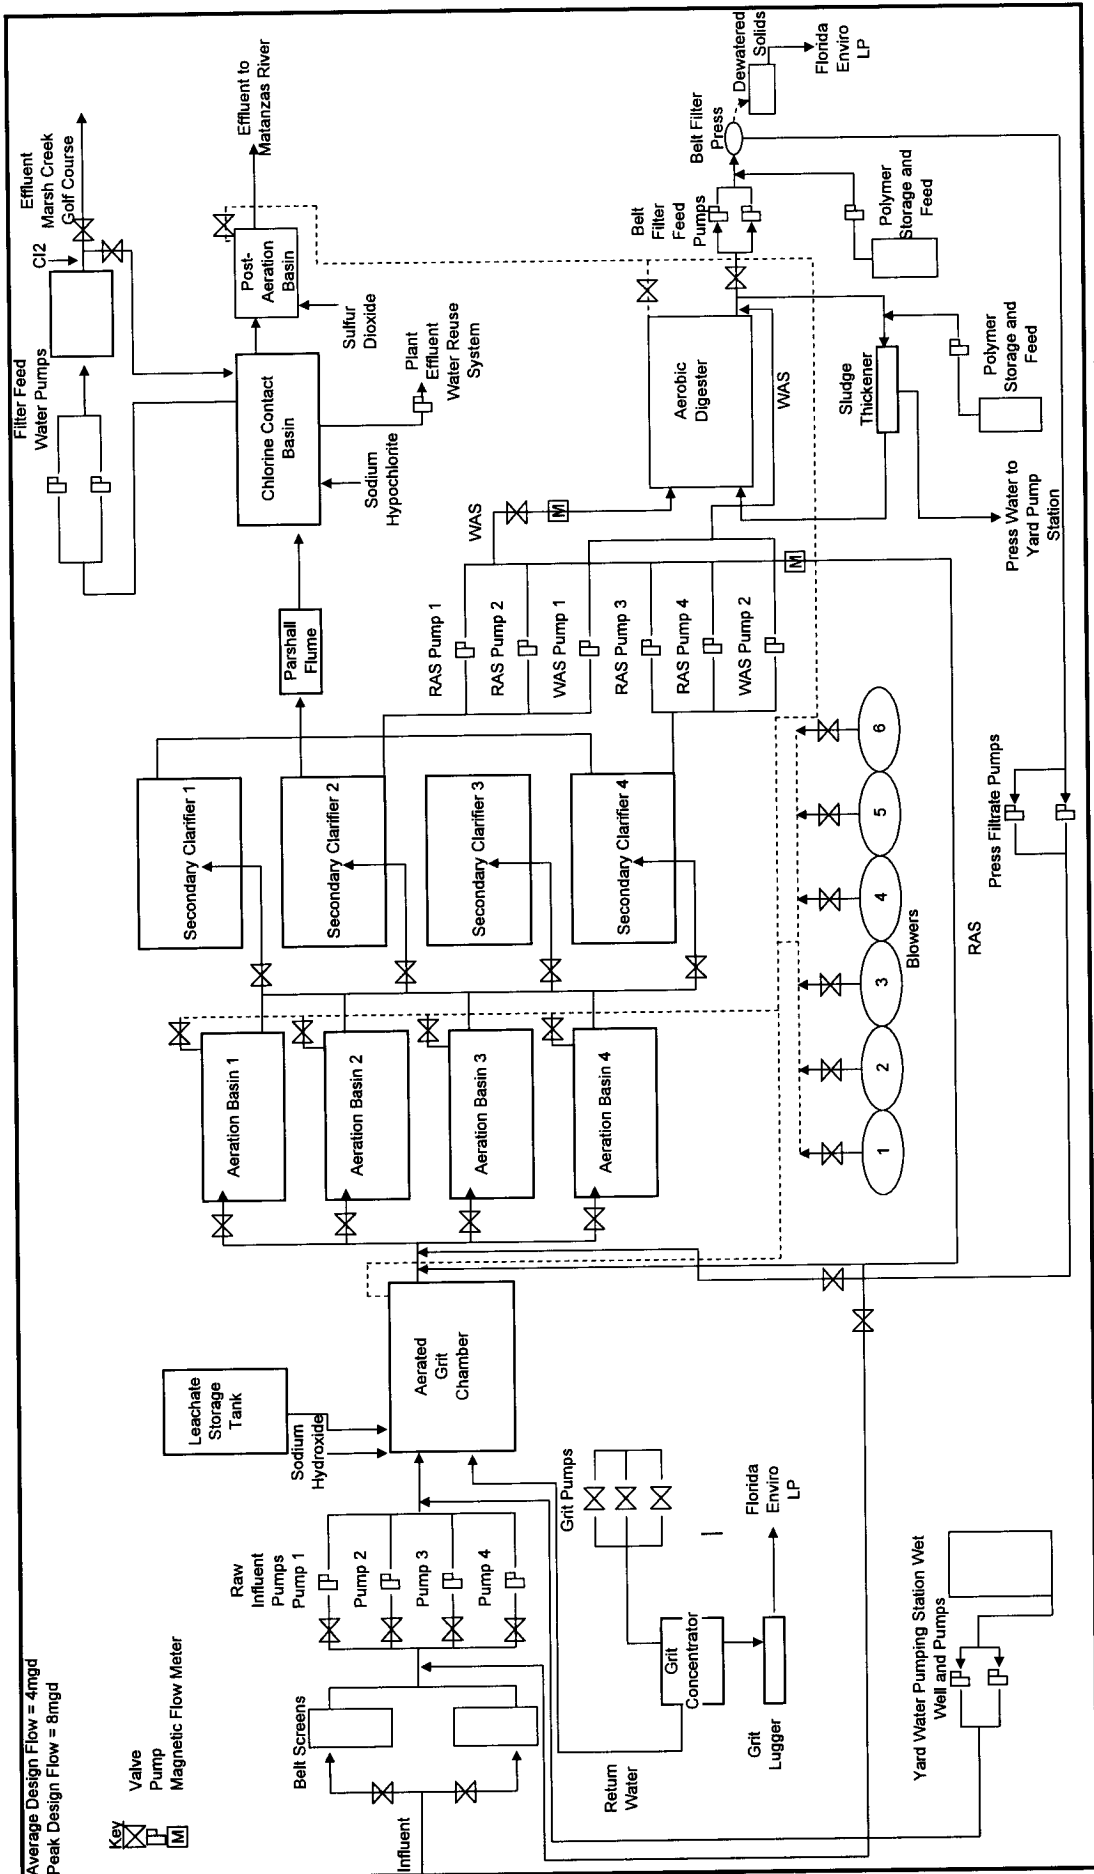 Average Design Flow = 4mgd
Peak Design Flow = 8mgd
Key
Valve
Pump
M
Magnetic Flow Meter
Influent
Belt Screens
Raw
Influent
Pumps
Pump 1
Pump 2
Pump 3
Pump 4
Leachate
Storage
Tank
Sodium
Hydroxide
Aerated
Grit
Chamber
Return
Water
Grit Pumps
Grit
Concentrator
Grit
Lugger
Florida
Enviro
LP
Yard Water Pumping Station Wet
Well and Pumps
Aeration Basin 1
Aeration Basin 2
Aeration Basin 3
Aeration Basin 4
Secondary Clarifier 1
Secondary Clarifier 2
Secondary Clarifier 3
Secondary Clarifier 4
1
2
3
4
5
6
Blowers
RAS
Press Filtrate Pumps
Parshall
Flume
RAS Pump 1
RAS Pump 2
WAS Pump 1
RAS Pump 3
RAS Pump 4
WAS Pump 2
M
WAS
M
Filter Feed
Water Pumps
Cl2
Effluent
Marsh Creek
Golf Course
Chlorine Contact
Basin
Sodium
Hypochlorite
Plant
Effluent
Water Reuse
System
Sulfur
Dioxide
Post-
Aeration
Basin
Effluent to
Matanzas River
Aerobic
Digester
WAS
Sludge
Thickener
Press Water to
Yard Pump
Station
Polymer
Storage and
Feed
Belt
Filter
Feed
Pumps
Polymer
Storage and
Feed
Belt Filter
Press
Dewatered
Solids
Florida
Enviro
LP